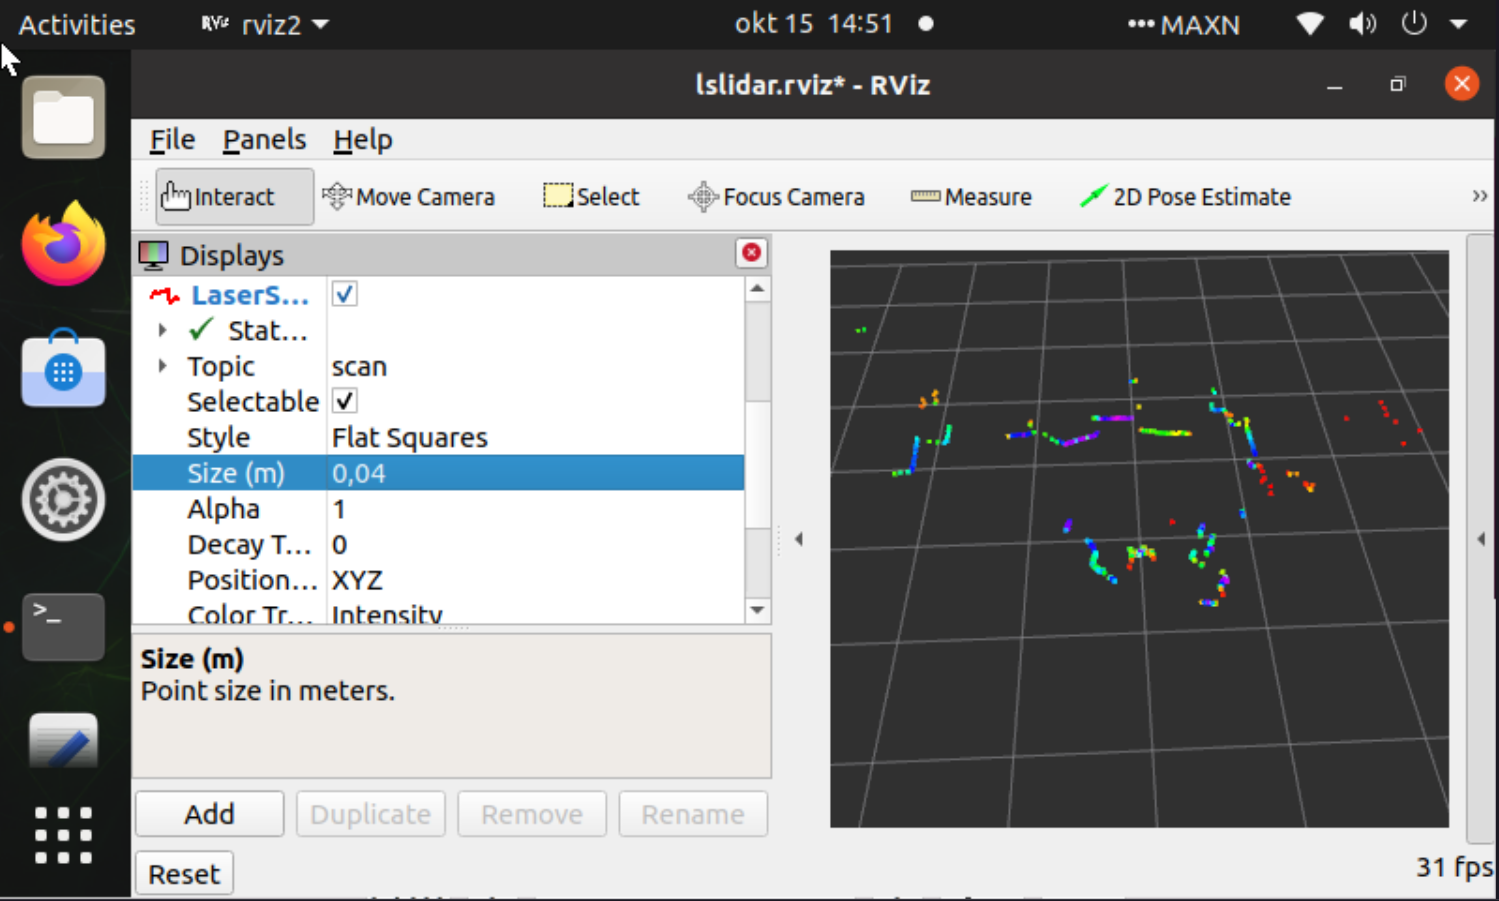 Activities RViz rviz2 okt 15 14:51 MAXN
lslidar.rviz* - RViz
File Panels Help
Interact Move Camera Select Focus Camera Measure 2D Pose Estimate »
Displays
LaserS...
Stat...
Topic scan
Selectable
Style Flat Squares
Size (m) 0,04
Alpha 1
Decay T... 0
Position... XYZ
Color Tr... Intensity
Size (m)
Point size in meters.
Add Duplicate Remove Rename
Reset
31 fps